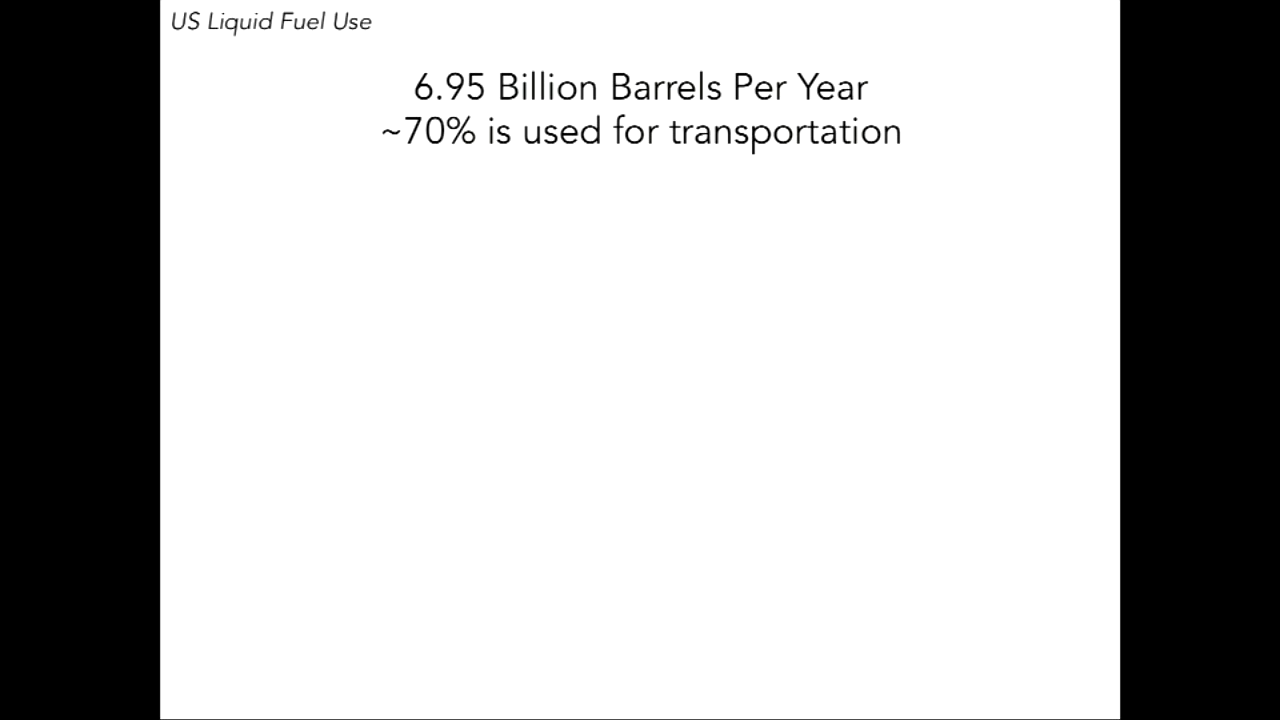 US Liquid Fuel Use
6.95 Billion Barrels Per Year
~70% is used for transportation